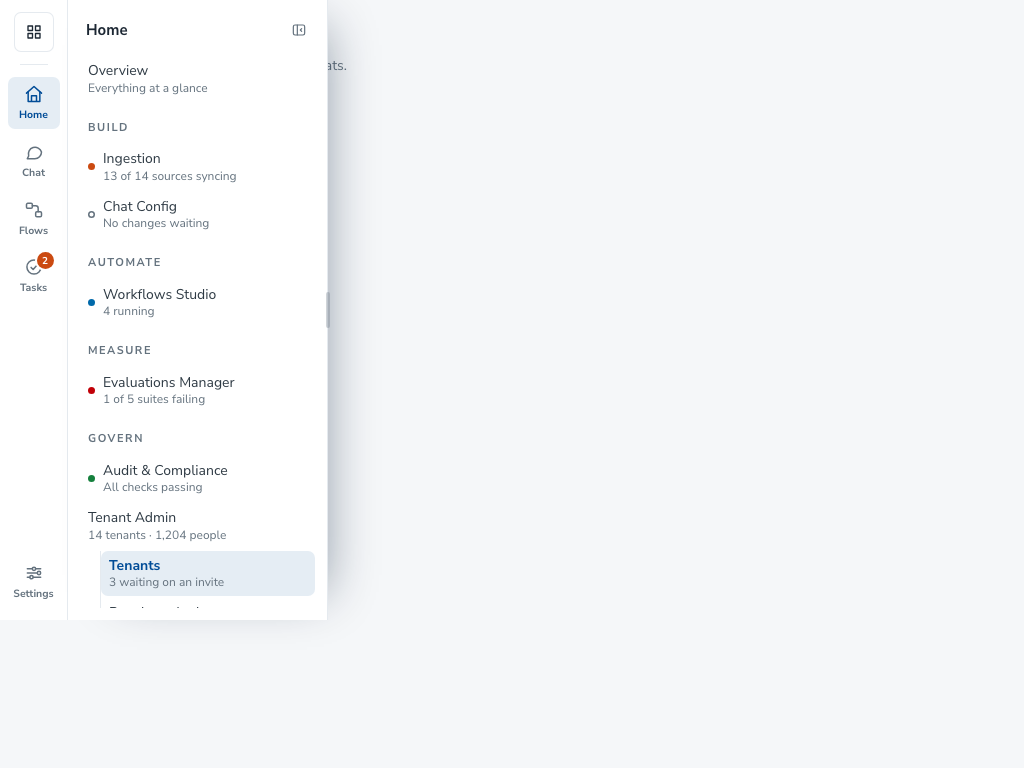 Home
Chat
Flows
2
Tasks
Settings
Home
Overview
Everything at a glance
BUILD
Ingestion
13 of 14 sources syncing
Chat Config
No changes waiting
AUTOMATE
Workflows Studio
4 running
MEASURE
Evaluations Manager
1 of 5 suites failing
GOVERN
Audit & Compliance
All checks passing
Tenant Admin
14 tenants · 1,204 people
Tenants
3 waiting on an invite
ats.